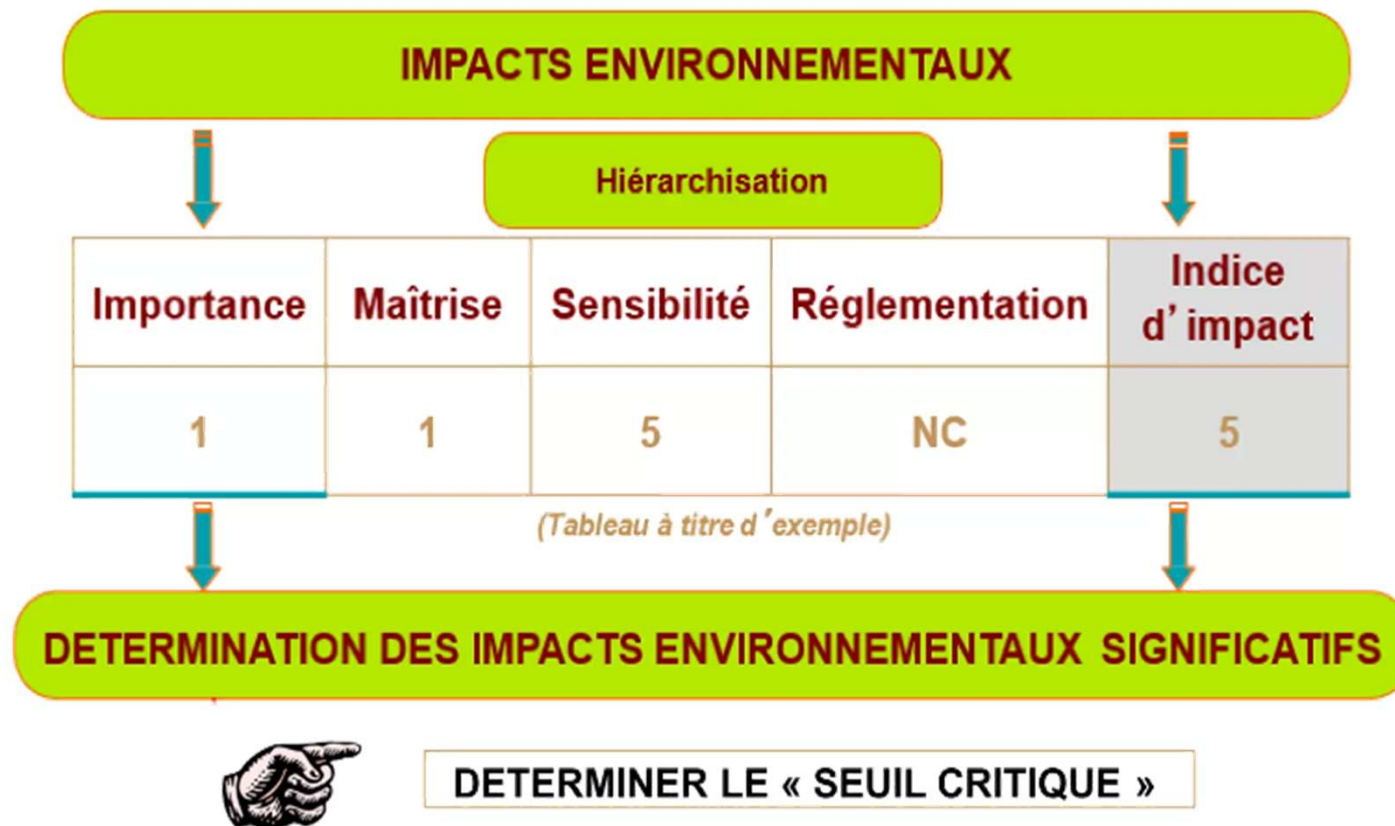 IMPACTS ENVIRONNEMENTAUX
Hiérarchisation
Importance Maîtrise Sensibilité Réglementation Indice d’ impact
1 1 5 NC 5
(Tableau à titre d ’exemple)
DETERMINATION DES IMPACTS ENVIRONNEMENTAUX SIGNIFICATIFS
DETERMINER LE « SEUIL CRITIQUE »